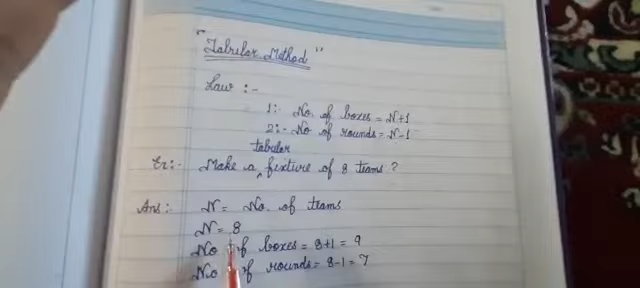 "Tabular Method"
Law :-
1:- No. of boxes = N+1
2:- No of rounds = N-1
tabular
Ex:- Make a fixture of 8 teams ?
Ans:- N = No. of teams
N = 8
No of boxes = 8+1 = 9
No of rounds = 8-1 = 7